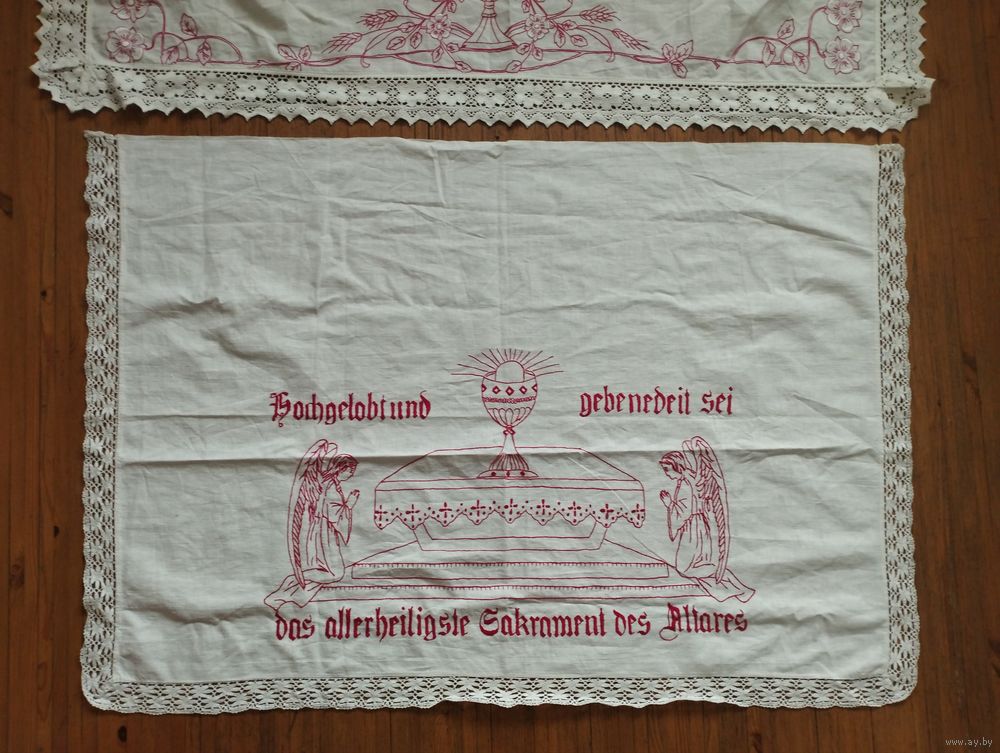 Hochgelobt und gebenedeit sei
das allerheiligste Sakrament des Altares
www.ay.by